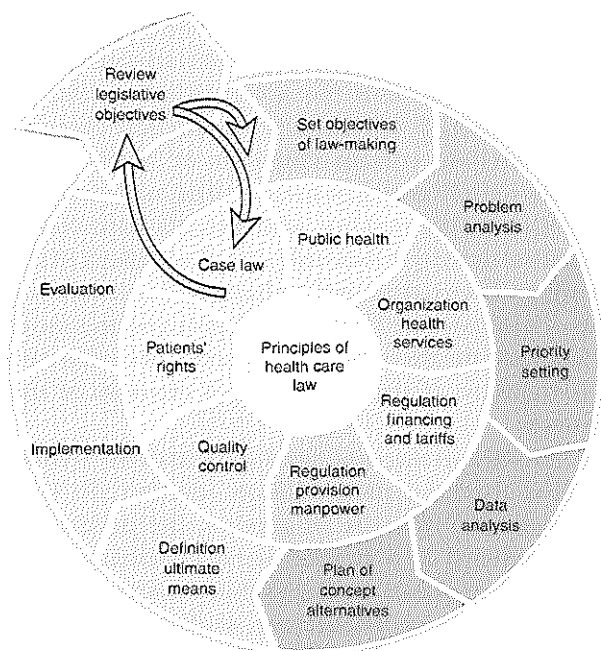 Review
legislative
objectives
Set objectives
of law-making
Problem
analysis
Priority
setting
Data
analysis
Plan of
concept
alternatives
Definition
ultimate
means
Implementation
Evaluation
Case law
Public health
Organization
health
services
Regulation
financing
and tariffs
Regulation
provision
manpower
Quality
control
Patients'
rights
Principles of
health care
law